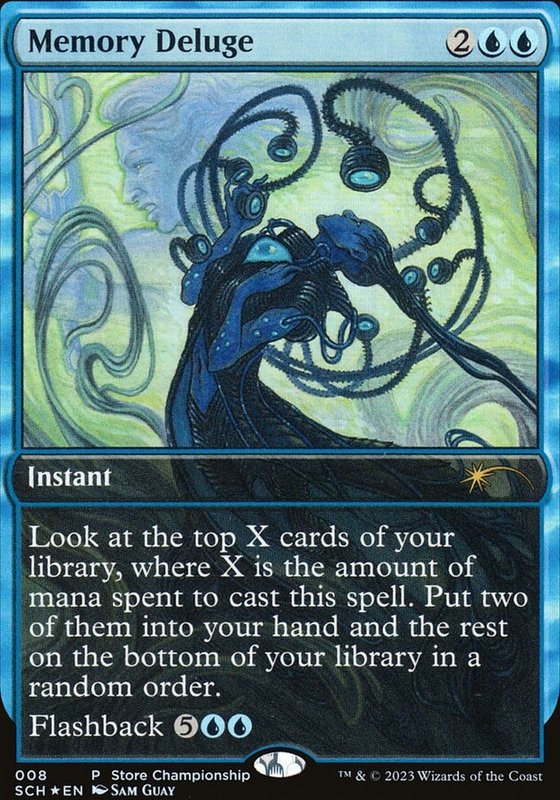 Memory Deluge 2
Instant
Look at the top X cards of your
library, where X is the amount of
mana spent to cast this spell. Put two
of them into your hand and the rest
on the bottom of your library in a
random order.
Flashback 5
008 P Store Championship
SCH★EN Sam Guay
™ & © 2023 Wizards of the Coast